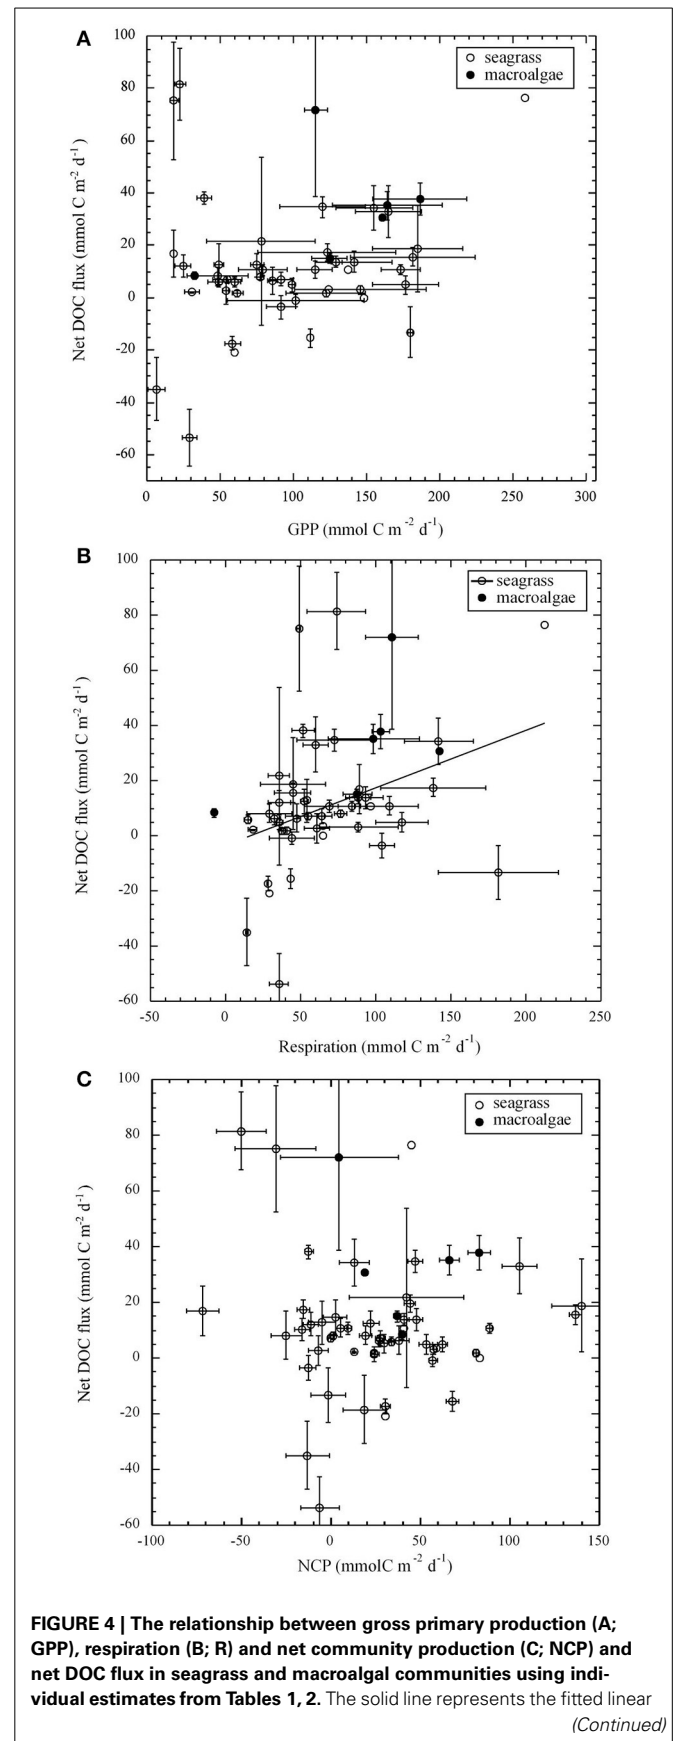 A
100
80
60
40
20
0
-20
-40
-60
Net DOC flux (mmol C m-2 d-1)
seagrass
macroalgae
0 50 100 150 200 250 300
GPP (mmol C m-2 d-1)
B
100
80
60
40
20
0
-20
-40
-60
Net DOC flux (mmol C m-2 d-1)
seagrass
macroalgae
-50 0 50 100 150 200 250
Respiration (mmol C m-2 d-1)
C
100
80
60
40
20
0
-20
-40
-60
Net DOC flux (mmol C m-2 d-1)
seagrass
macroalgae
-100 -50 0 50 100 150
NCP (mmolC m-2 d-1)
FIGURE 4 | The relationship between gross primary production (A;
GPP), respiration (B; R) and net community production (C; NCP) and
net DOC flux in seagrass and macroalgal communities using indi-
vidual estimates from Tables 1, 2. The solid line represents the fitted linear
(Continued)